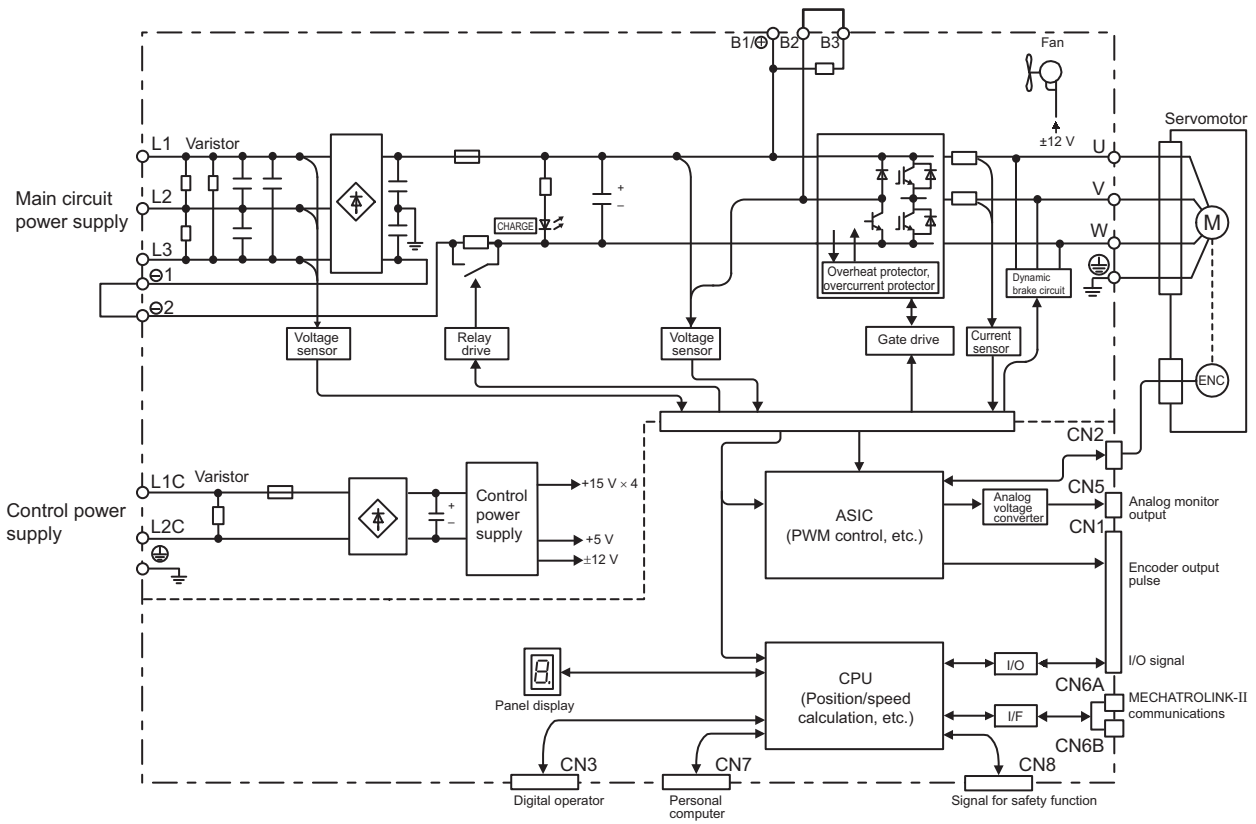 B1/⊕ B2 B3
Fan
±12 V
Servomotor
L1 Varistor
U
Main circuit
power supply
L2
V
+
–
CHARGE
W
M
L3
⊖1
⊖2
Overheat protector,
overcurrent protector
Dynamic
brake circuit
Voltage
sensor
Relay
drive
Voltage
sensor
Gate drive
Current
sensor
ENC
CN2
L1C Varistor
Control power
supply
L2C
+
–
Control
power
supply
+15 V × 4
+5 V
±12 V
ASIC
(PWM control, etc.)
Analog
voltage
converter
CN5
Analog monitor
output
CN1
Encoder output
pulse
8.
Panel display
CPU
(Position/speed
calculation, etc.)
I/O
I/O signal
CN6A
I/F
MECHATROLINK-II
communications
CN6B
CN3
CN7
CN8
Digital operator
Personal
computer
Signal for safety function